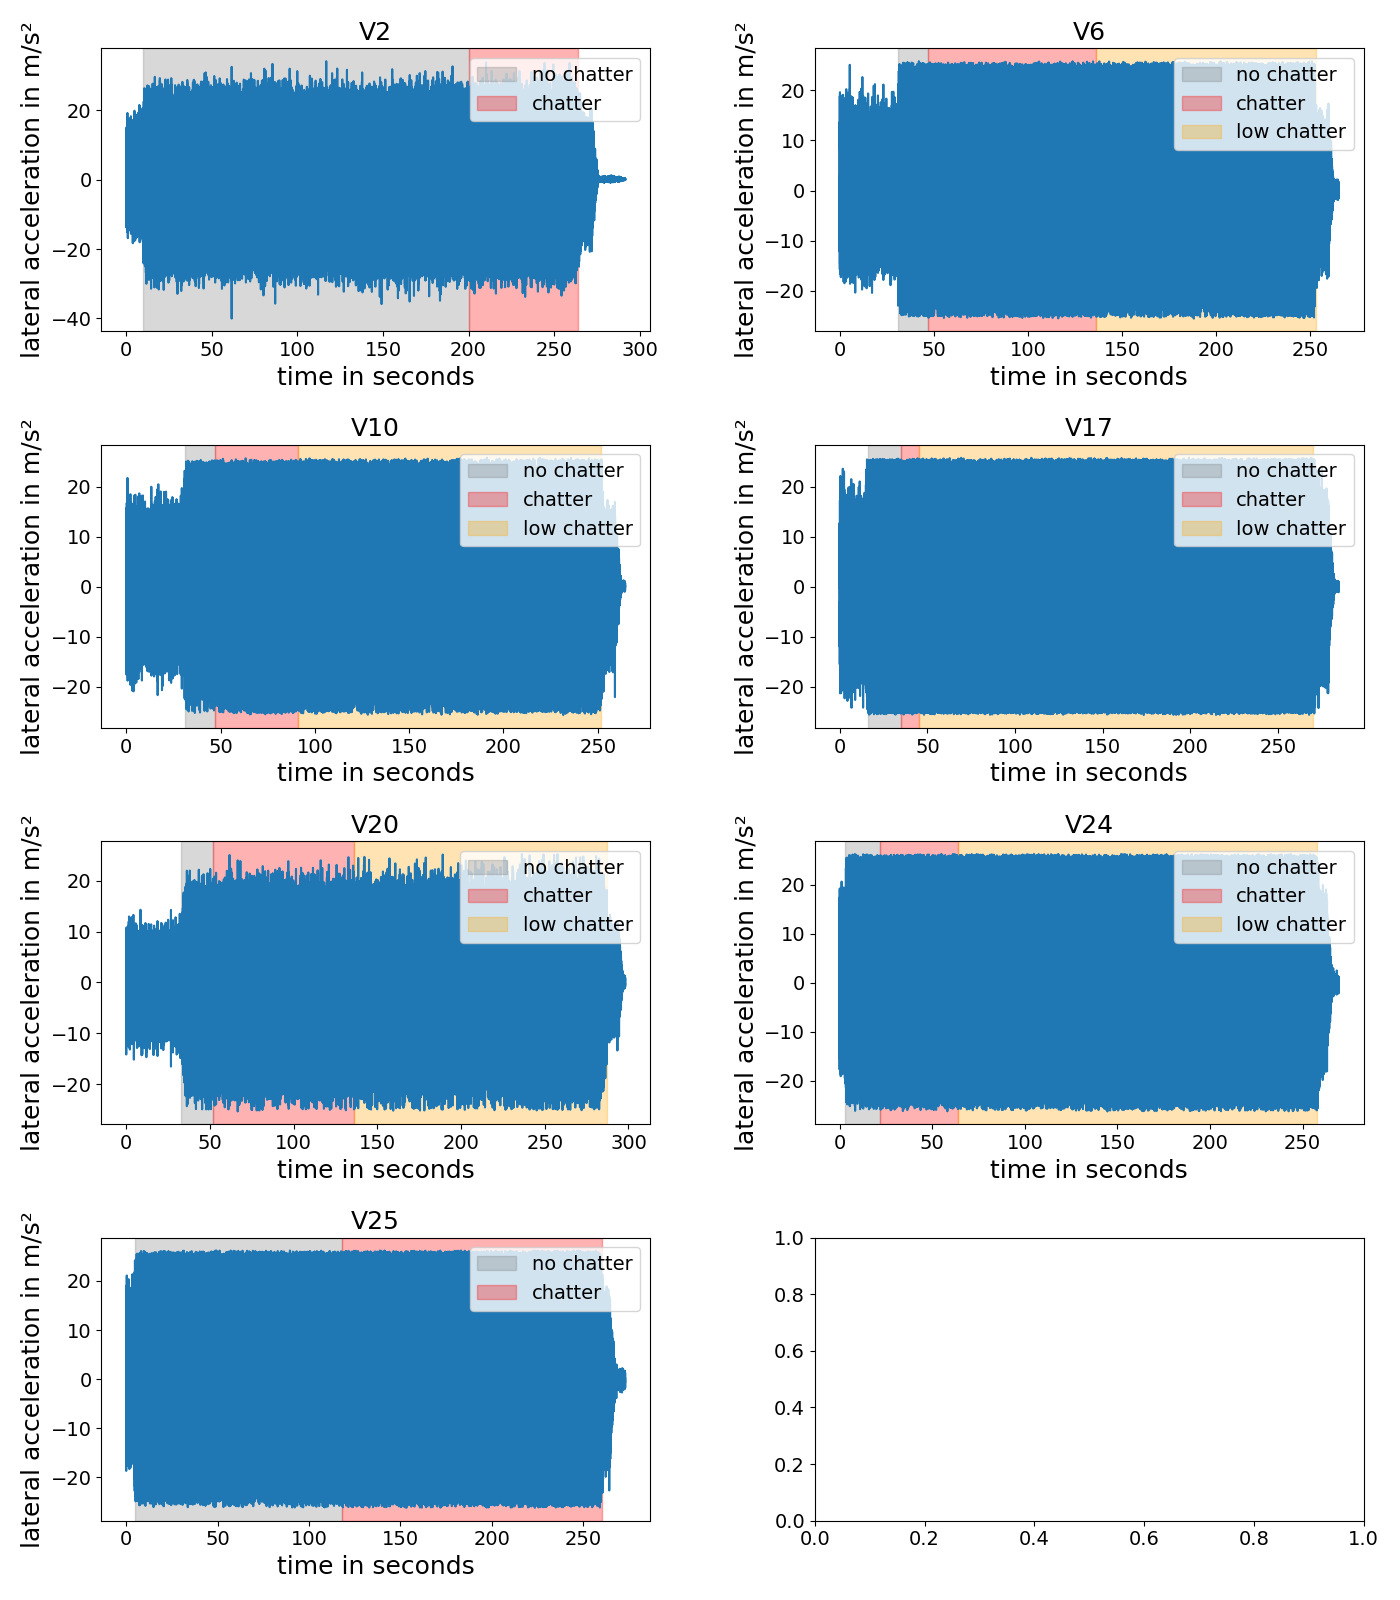 V2
lateral acceleration in m/s²
20
0
−20
−40
0 50 100 150 200 250 300
time in seconds
no chatter
chatter
V6
lateral acceleration in m/s²
20
10
0
−10
−20
0 50 100 150 200 250
time in seconds
no chatter
chatter
low chatter
V10
lateral acceleration in m/s²
20
10
0
−10
−20
0 50 100 150 200 250
time in seconds
no chatter
chatter
low chatter
V17
lateral acceleration in m/s²
20
10
0
−10
−20
0 50 100 150 200 250
time in seconds
no chatter
chatter
low chatter
V20
lateral acceleration in m/s²
20
10
0
−10
−20
0 50 100 150 200 250 300
time in seconds
no chatter
chatter
low chatter
V24
lateral acceleration in m/s²
20
10
0
−10
−20
0 50 100 150 200 250
time in seconds
no chatter
chatter
low chatter
V25
lateral acceleration in m/s²
20
10
0
−10
−20
0 50 100 150 200 250
time in seconds
no chatter
chatter
1.0
0.8
0.6
0.4
0.2
0.0
0.0 0.2 0.4 0.6 0.8 1.0